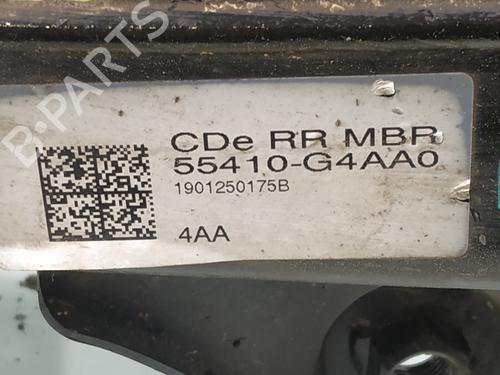 CDe RR MBR
55410-G4AA0
1901250175B
4AA
B-PARTS